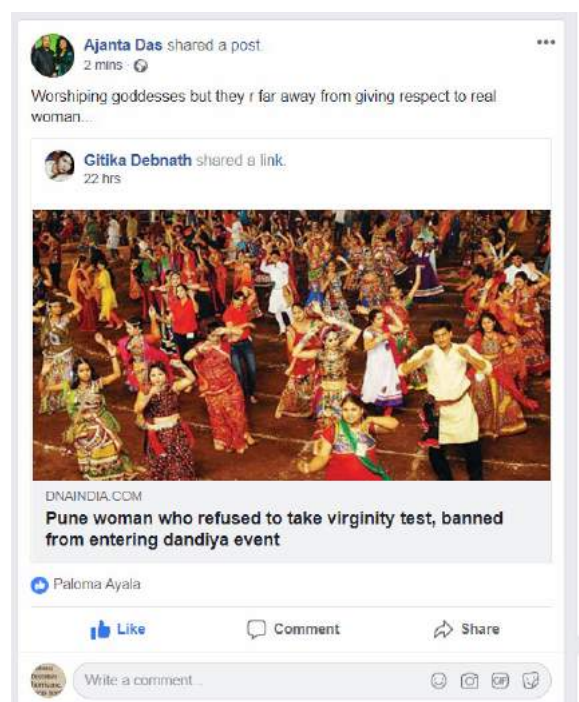 Ajanta Das shared a post.
2 mins
Worshiping goddesses but they r far away from giving respect to real
woman...
Gitika Debnath shared a link.
22 hrs
DNAINDIA.COM
Pune woman who refused to take virginity test, banned
from entering dandiya event
Paloma Ayala
Like Comment Share
Write a comment...
GIF